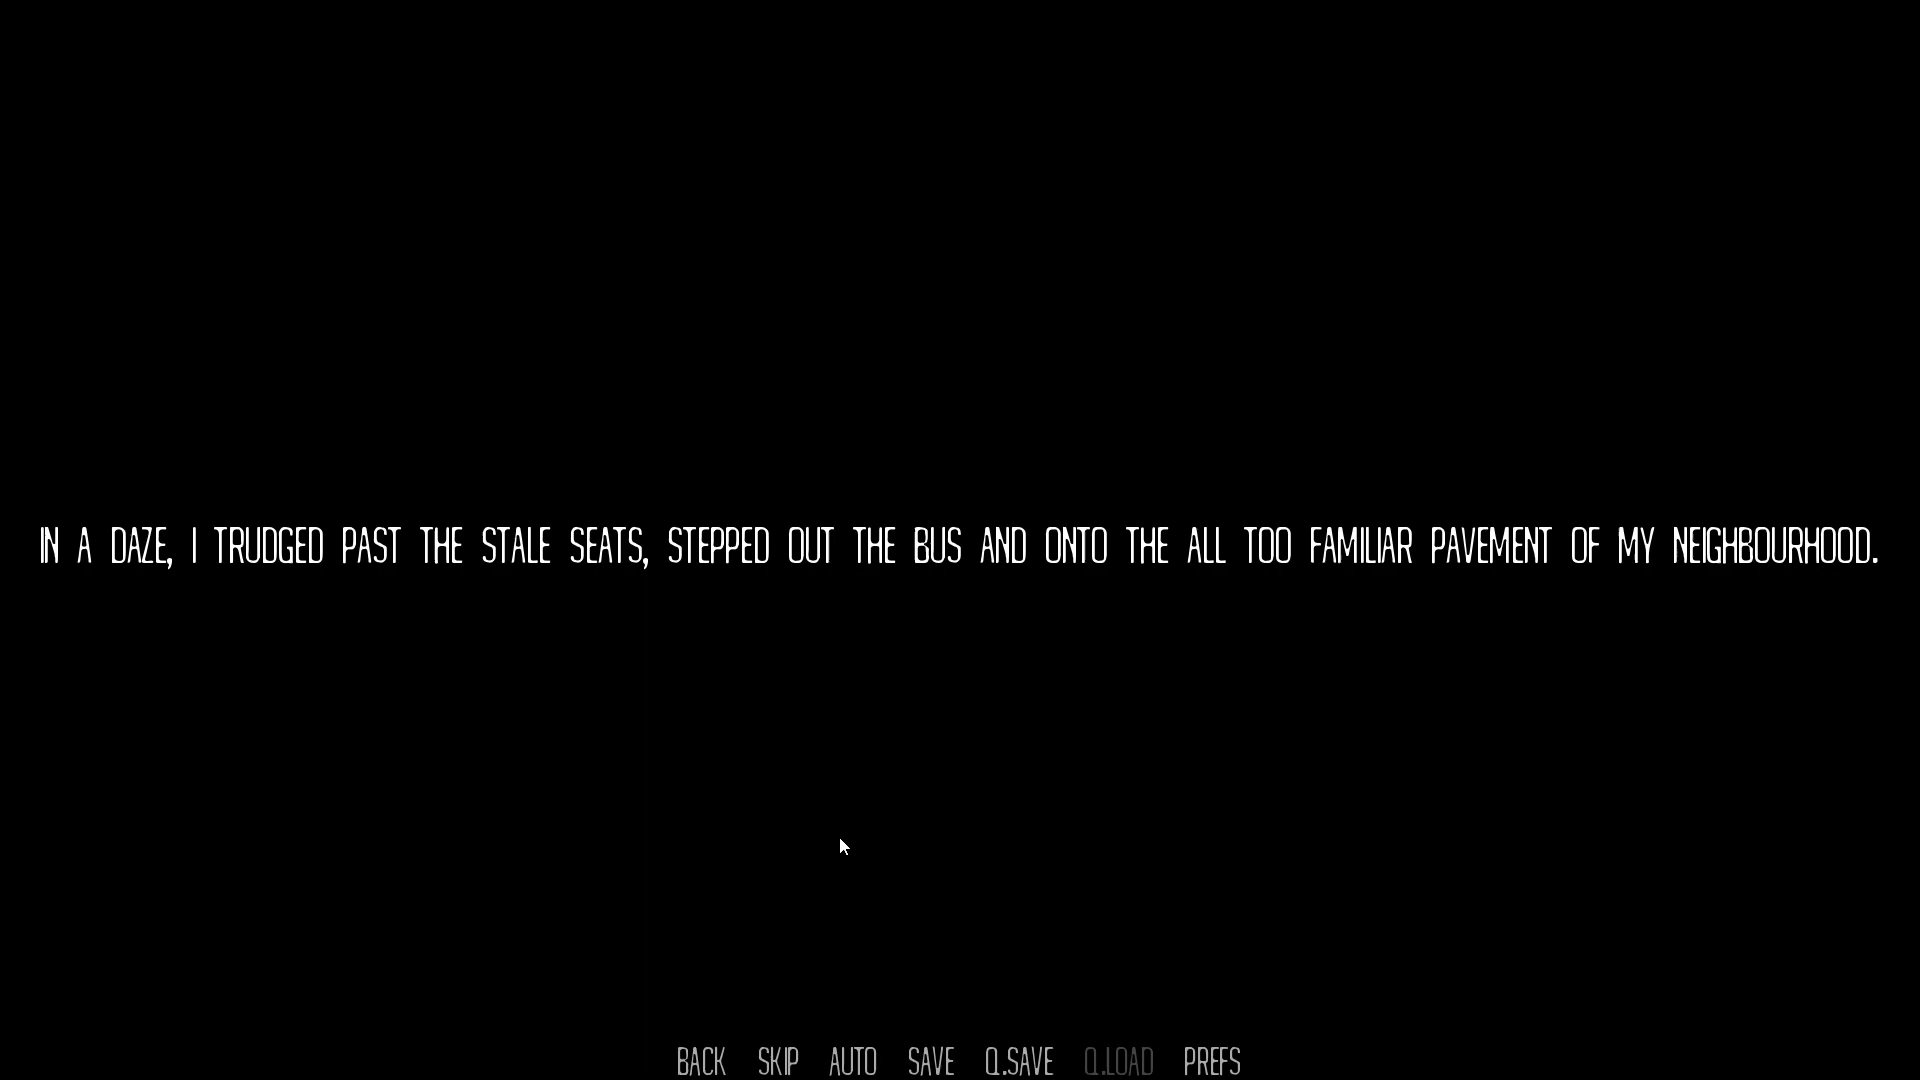 IN A DAZE, I TRUDGED PAST THE STALE SEATS, STEPPED OUT THE BUS AND ONTO THE ALL TOO FAMILIAR PAVEMENT OF MY NEIGHBOURHOOD.
BACK SKIP AUTO SAVE Q.SAVE Q.LOAD PREFS